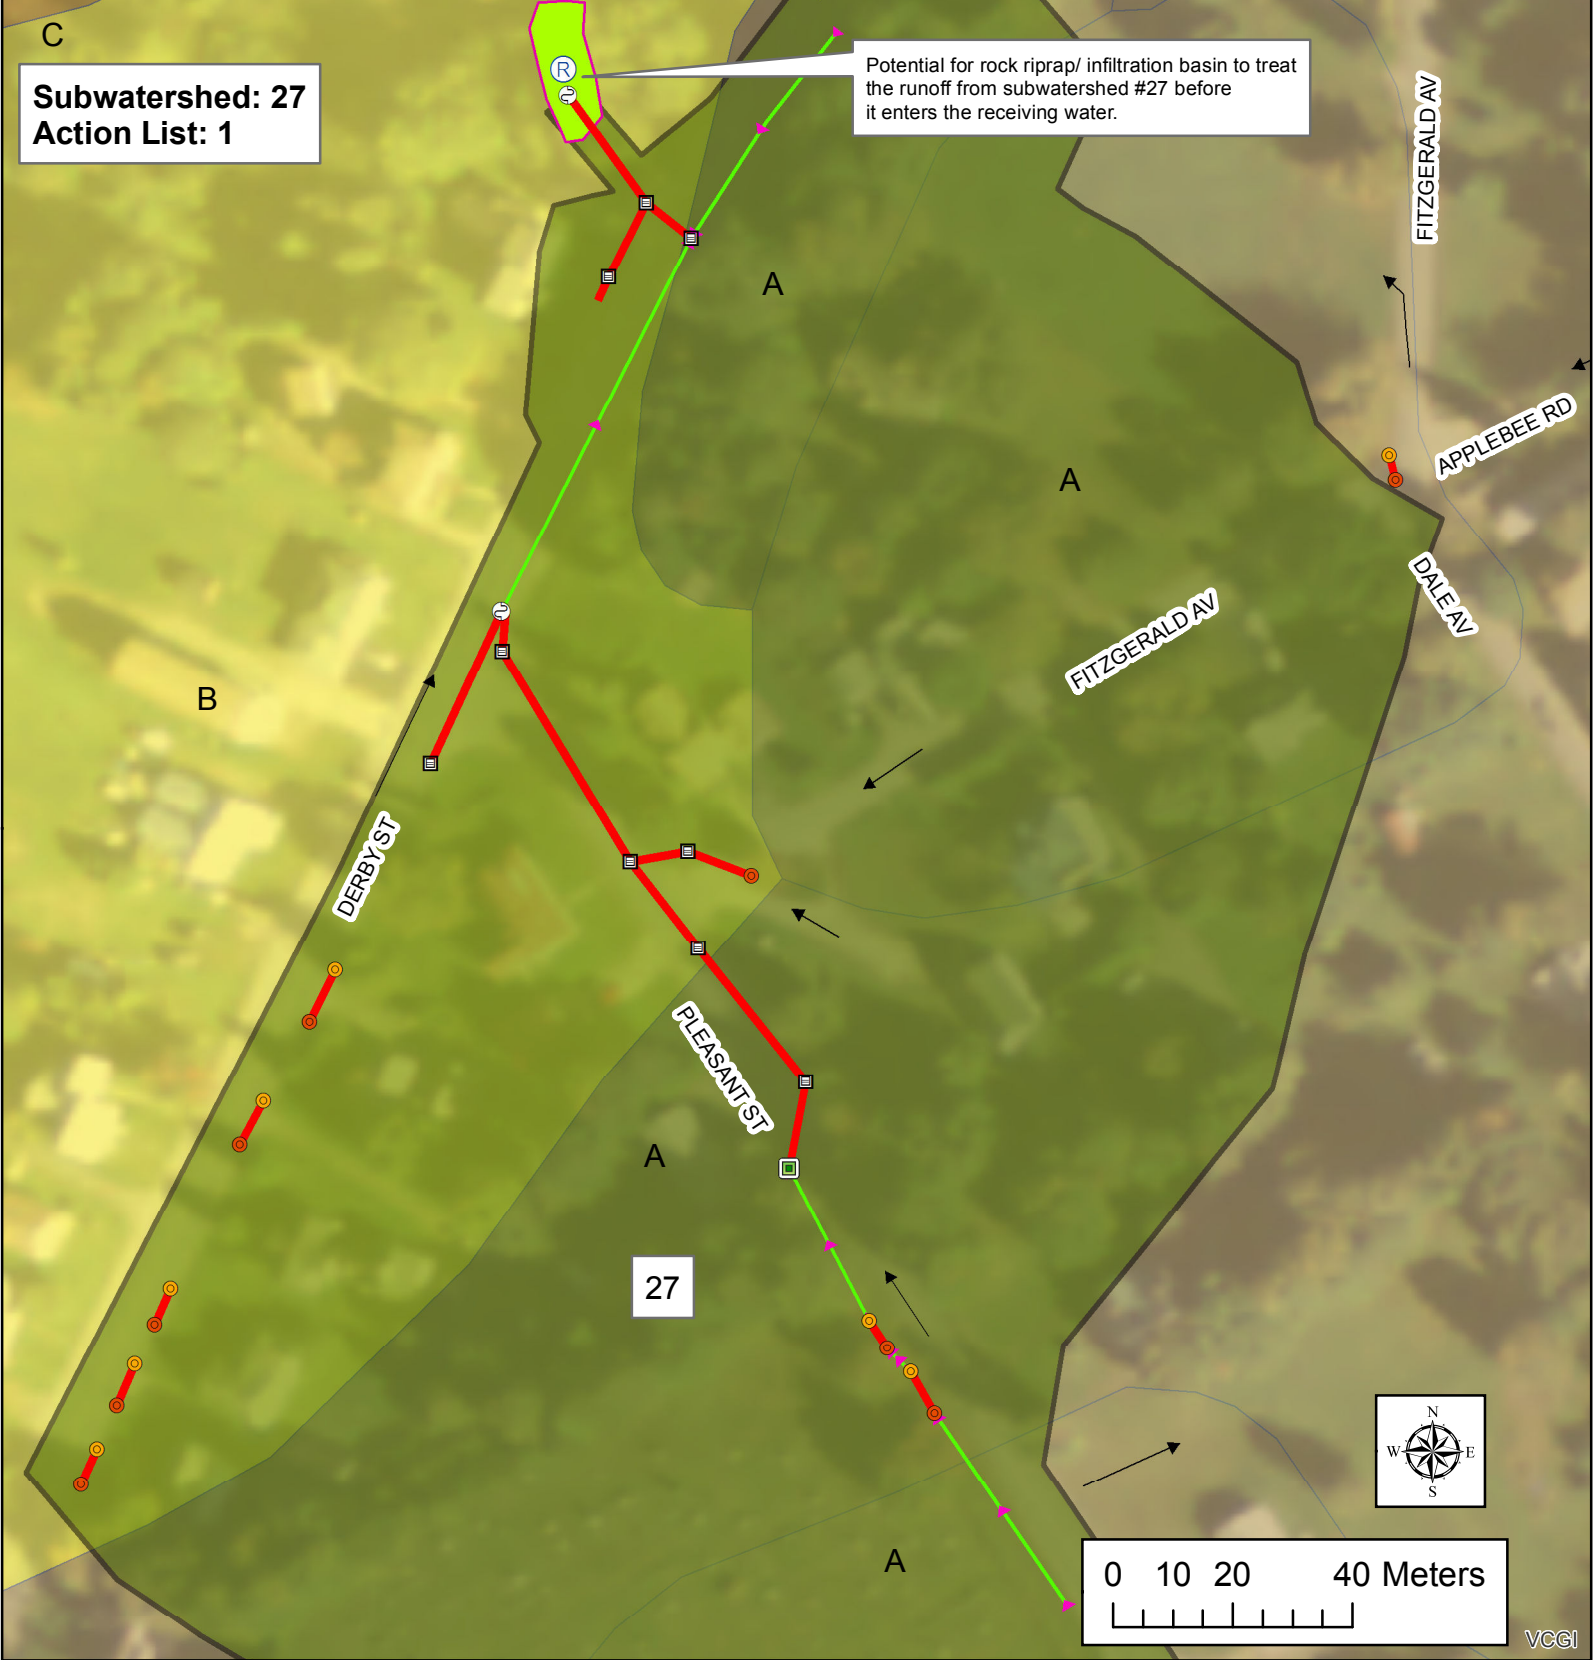 C
Subwatershed: 27
Action List: 1
R
Potential for rock riprap/ infiltration basin to treat
the runoff from subwatershed #27 before
it enters the receiving water.
FITZGERALD AV
A
APPLEBEE RD
A
DALE AV
FITZGERALD AV
B
DERBY ST
PLEASANT ST
A
27
N
W E
S
A
0 10 20 40 Meters
VCGI